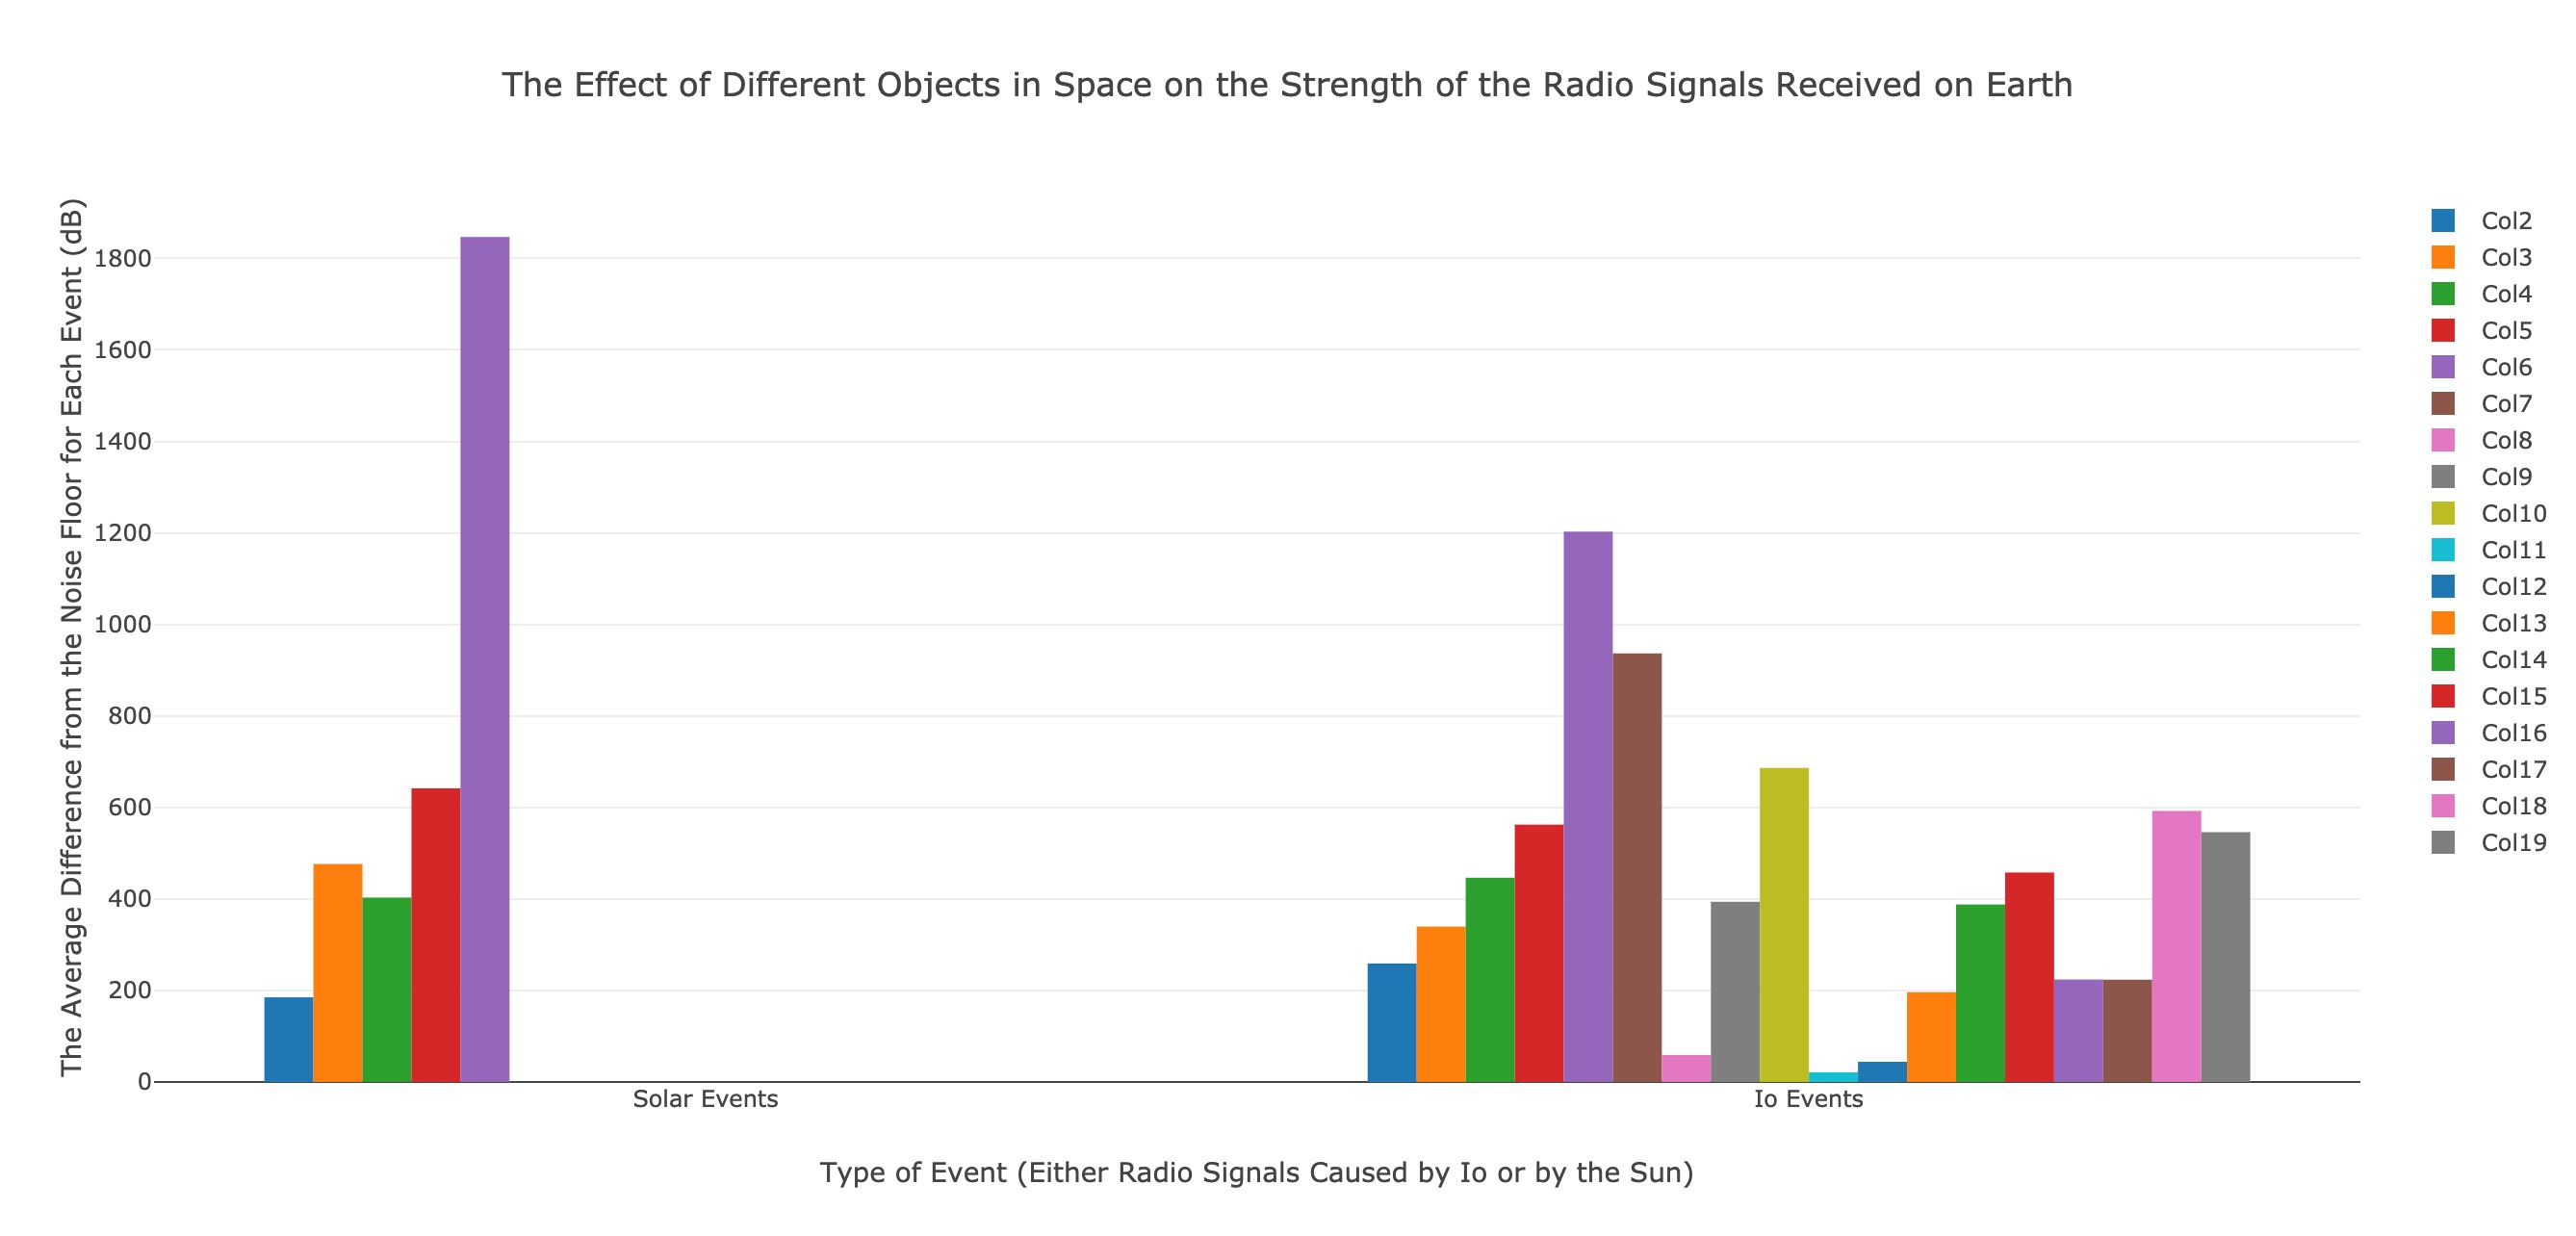 The Effect of Different Objects in Space on the Strength of the Radio Signals Received on Earth
The Average Difference from the Noise Floor for Each Event (dB)
1800
1600
1400
1200
1000
800
600
400
200
0
Solar Events
Io Events
Type of Event (Either Radio Signals Caused by Io or by the Sun)
Col2
Col3
Col4
Col5
Col6
Col7
Col8
Col9
Col10
Col11
Col12
Col13
Col14
Col15
Col16
Col17
Col18
Col19